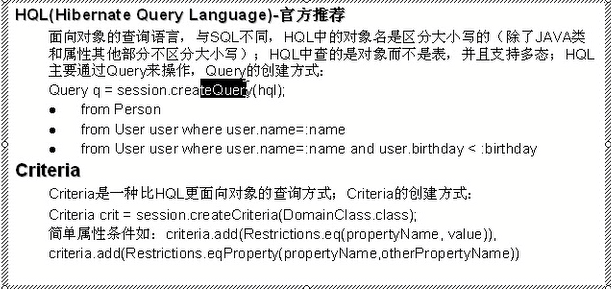 HQL(Hibernate Query Language)-官方推荐
面向对象的查询语言，与SQL不同，HQL中的对象名是区分大小写的（除了JAVA类
和属性其他部分不区分大小写）；HQL中查的是对象而不是表，并且支持多态；HQL
主要通过Query来操作，Query的创建方式：
Query q = session.createQuery(hql);
● from Person
● from User user where user.name=:name
● from User user where user.name=:name and user.birthday < :birthday
Criteria
Criteria是一种比HQL更面向对象的查询方式；Criteria的创建方式：
Criteria crit = session.createCriteria(DomainClass.class);
简单属性条件如：criteria.add(Restrictions.eq(propertyName, value)),
criteria.add(Restrictions.eqProperty(propertyName,otherPropertyName))